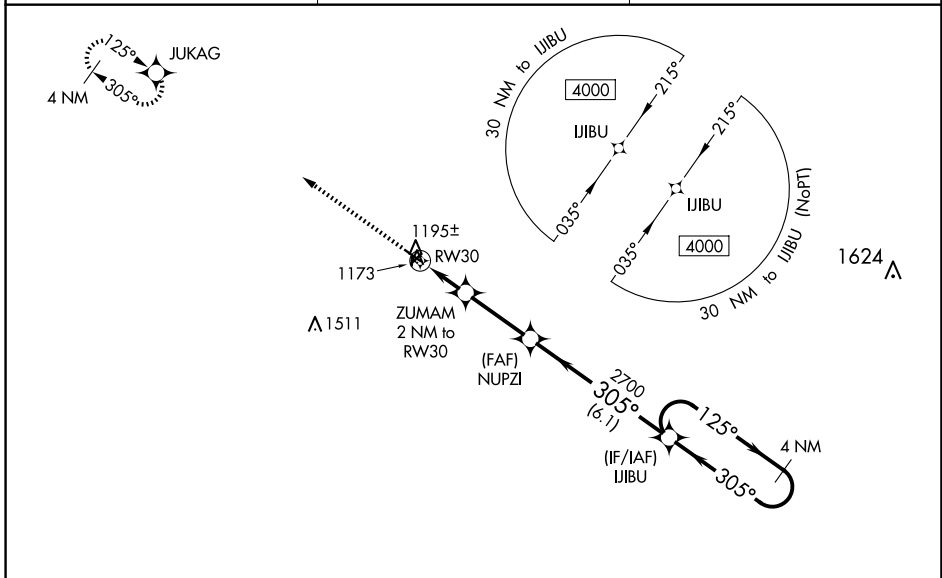 125°
JUKAG
4 NM
305°
30 NM to IJIBU
4000
215°
IJIBU
035°
215°
IJIBU
035°
4000
30 NM to IJIBU (NoPT)
1195±
RW30
1173
1624
1511
ZUMAM
2 NM to
RW30
(FAF)
NUPZI
2700
305°
(6.1)
125°
4 NM
(IF/IAF)
IJIBU
305°